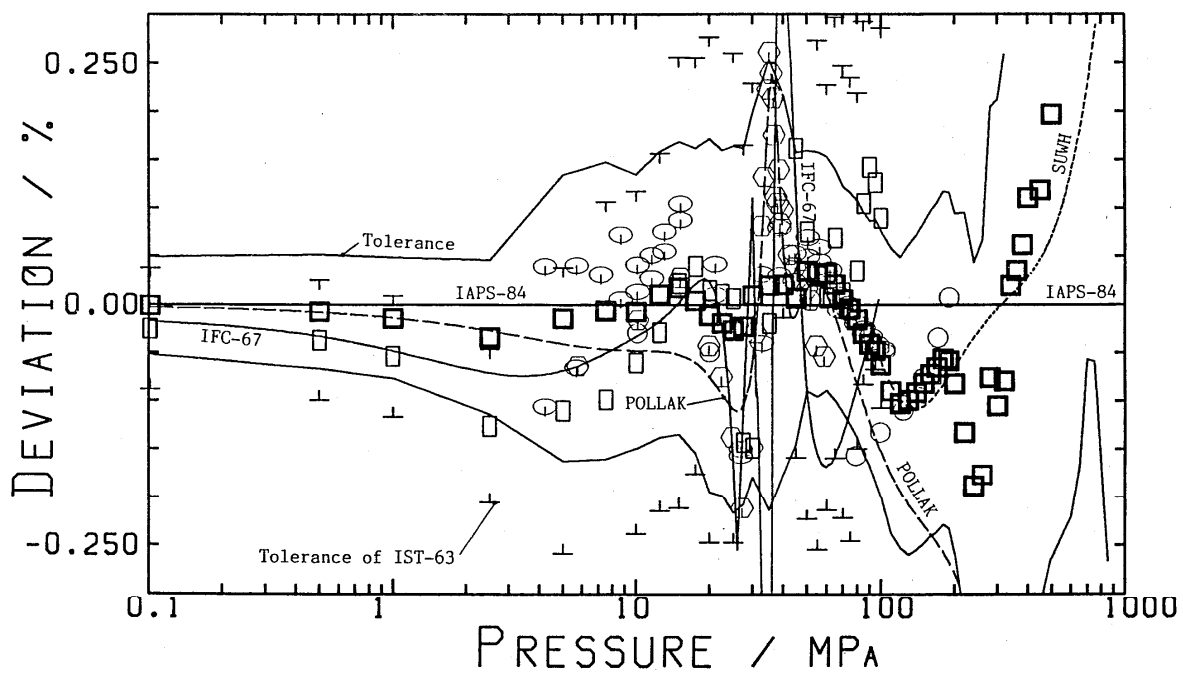 0.250
SUWH
IFC-67
Tolerance
0.00
IAPS-84
IAPS-84
IFC-67
POLLAK
POLLAK
-0.250
Tolerance of IST-63
DEVIATION / %
0.1 1 10 100 1000
PRESSURE / MPA